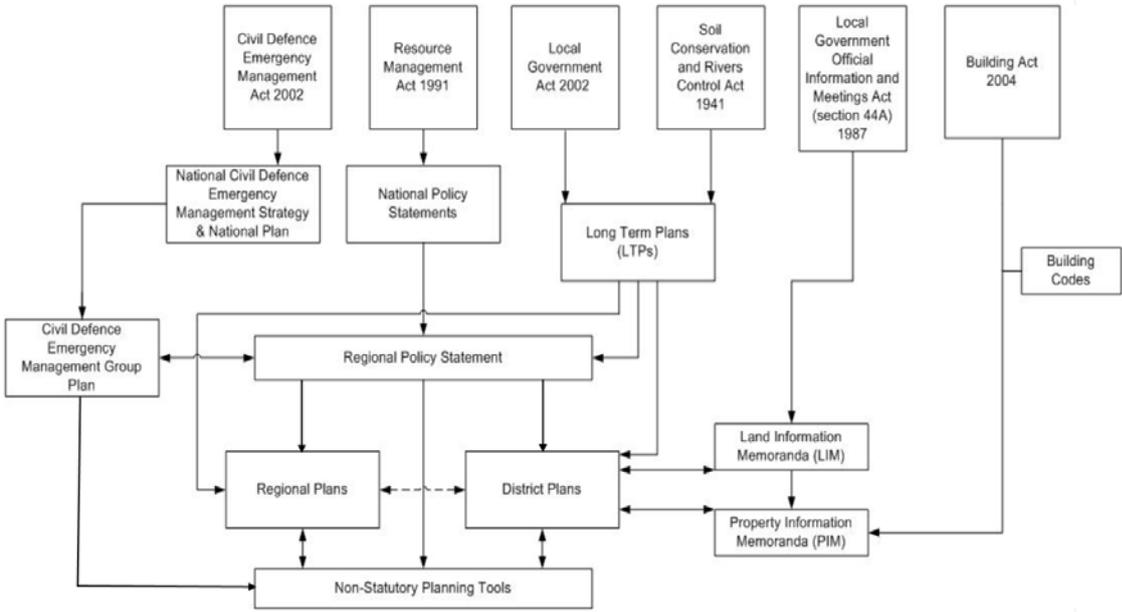 Civil Defence
Emergency
Management
Act 2002
Resource
Management
Act 1991
Local
Government
Act 2002
Soil
Conservation
and Rivers
Control Act
1941
Local
Government
Official
Information and
Meetings Act
(section 44A)
1987
Building Act
2004
National Civil Defence
Emergency
Management Strategy
& National Plan
National Policy
Statements
Long Term Plans
(LTPs)
Building
Codes
Civil Defence
Emergency
Management Group
Plan
Regional Policy Statement
Land Information
Memoranda (LIM)
Regional Plans
District Plans
Property Information
Memoranda (PIM)
Non-Statutory Planning Tools